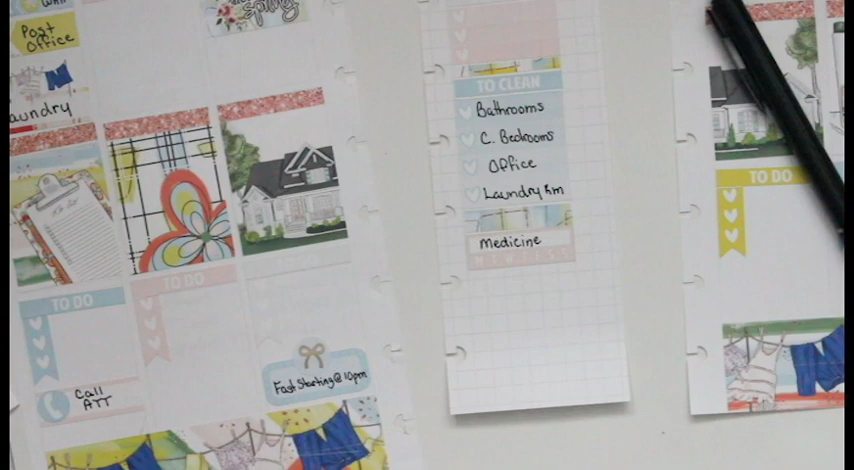 Post
Office
Laundry
spring
TO DO
TO DO
Call
ATT
Fast Starting @ 10pm
TO CLEAN
Bathrooms
C. Bedrooms
Office
Laundry Rm
Medicine
TO DO